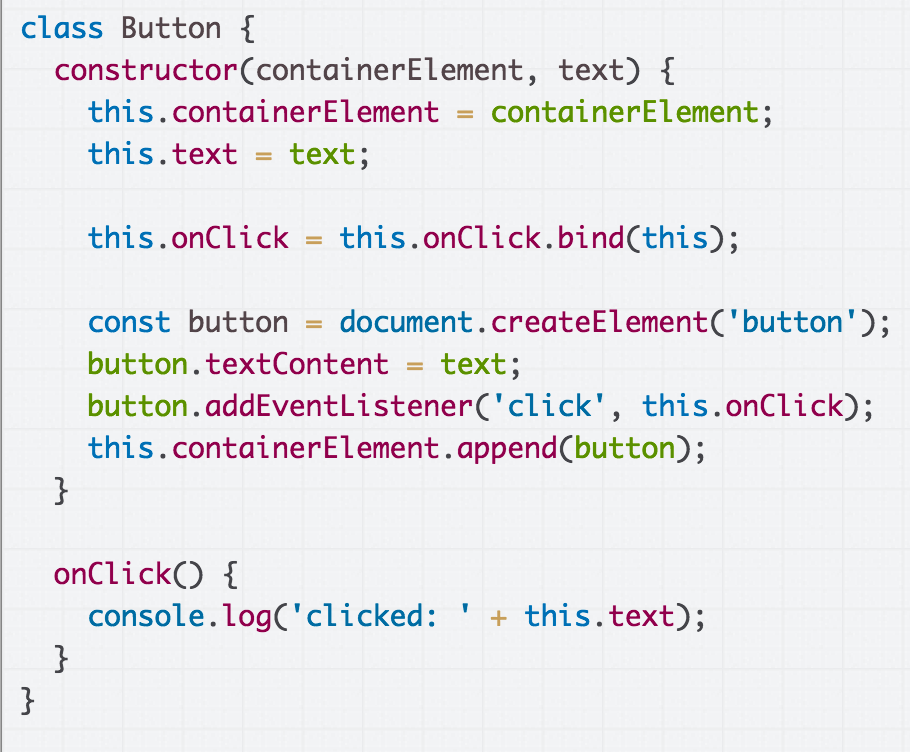 class Button {
  constructor(containerElement, text) {
    this.containerElement = containerElement;
    this.text = text;

    this.onClick = this.onClick.bind(this);

    const button = document.createElement('button');
    button.textContent = text;
    button.addEventListener('click', this.onClick);
    this.containerElement.append(button);
  }

  onClick() {
    console.log('clicked: ' + this.text);
  }
}